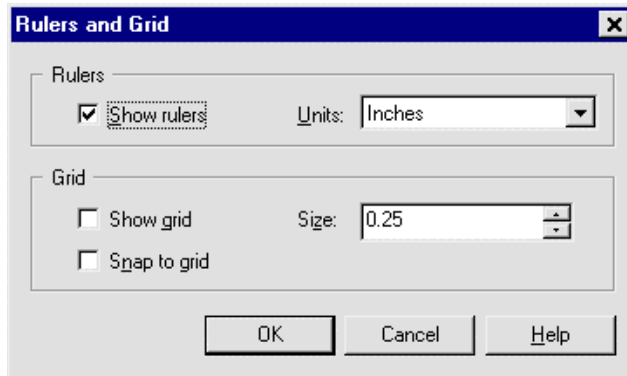 Rulers and Grid
Rulers
Show rulers Units: Inches
Grid
Show grid Size: 0.25
Snap to grid
OK Cancel Help